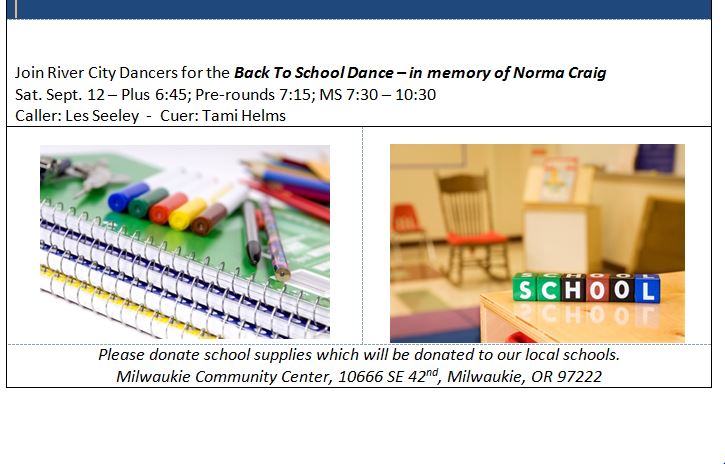 Join River City Dancers for the Back To School Dance – in memory of Norma Craig
Sat. Sept. 12 – Plus 6:45; Pre-rounds 7:15; MS 7:30 – 10:30
Caller: Les Seeley - Cuer: Tami Helms
SCHOOL
Please donate school supplies which will be donated to our local schools.
Milwaukie Community Center, 10666 SE 42nd, Milwaukie, OR 97222